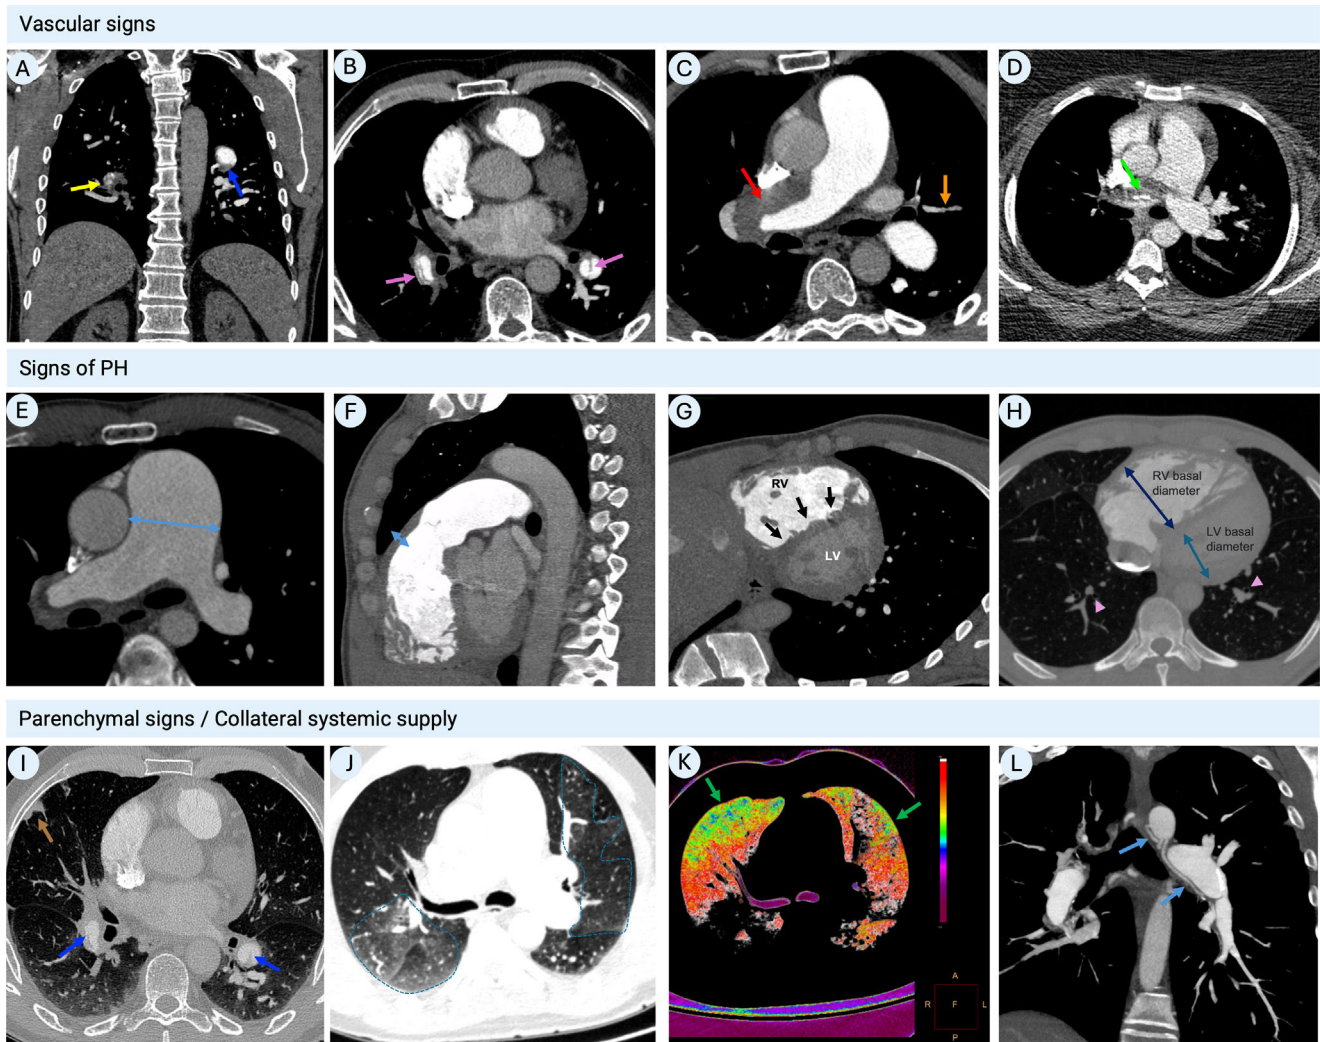 Vascular signs
A
B
C
D
Signs of PH
E
F
G
H
RV
LV
RV basal
diameter
LV basal
diameter
Parenchymal signs / Collateral systemic supply
I
J
K
L
A
R F L
P